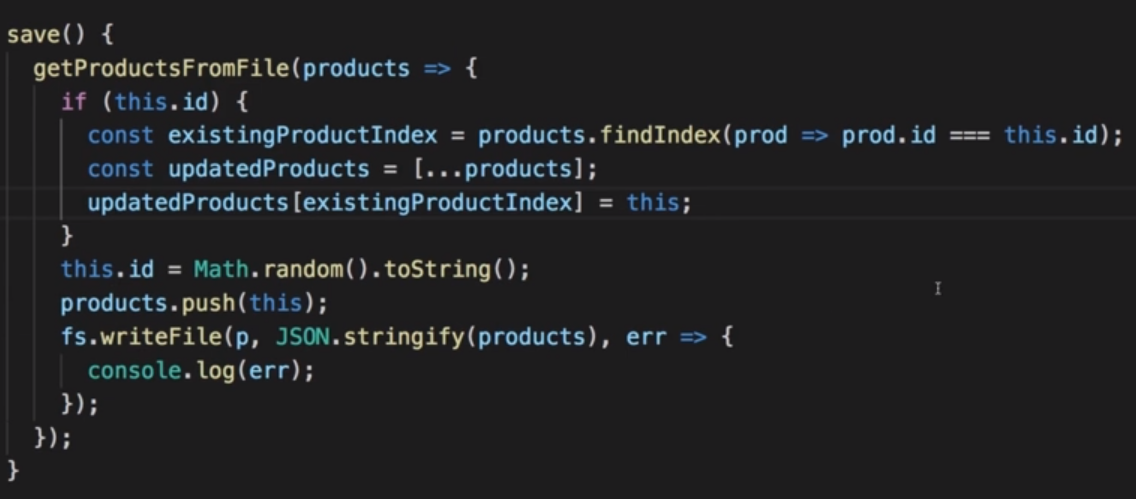 save() {
  getProductsFromFile(products => {
    if (this.id) {
      const existingProductIndex = products.findIndex(prod => prod.id === this.id);
      const updatedProducts = [...products];
      updatedProducts[existingProductIndex] = this;
    }
    this.id = Math.random().toString();
    products.push(this);
    fs.writeFile(p, JSON.stringify(products), err => {
      console.log(err);
    });
  });
}